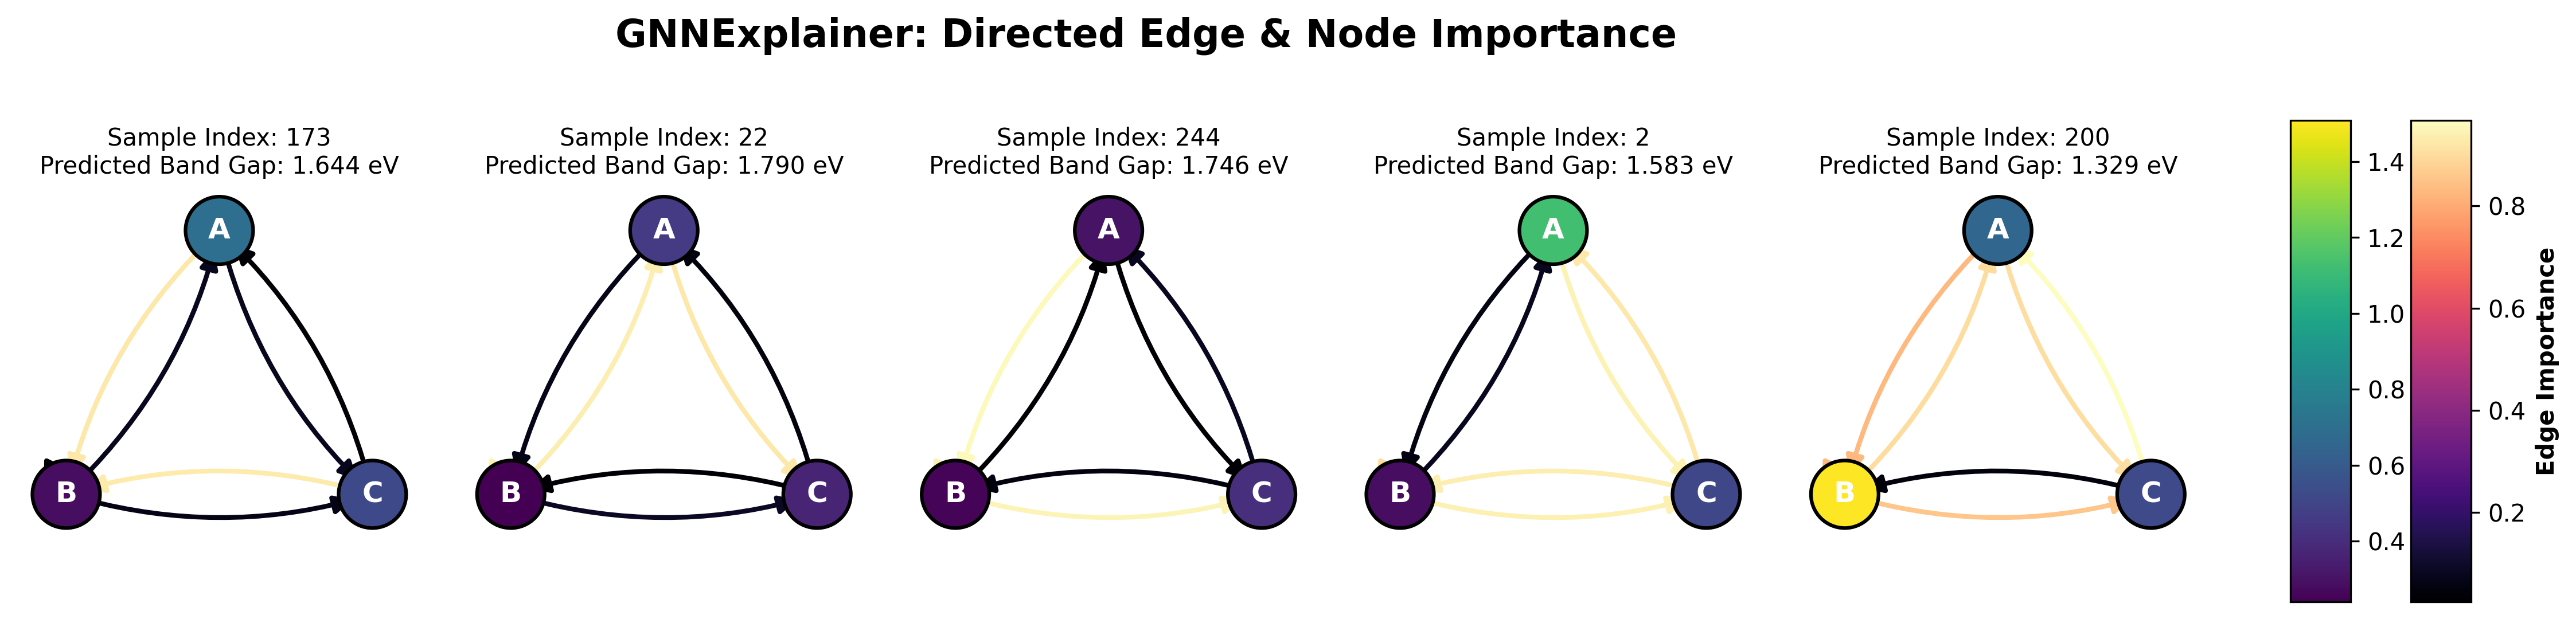 GNNExplainer: Directed Edge & Node Importance
Sample Index: 173
Predicted Band Gap: 1.644 eV
A
B
C
Sample Index: 22
Predicted Band Gap: 1.790 eV
A
B
C
Sample Index: 244
Predicted Band Gap: 1.746 eV
A
B
C
Sample Index: 2
Predicted Band Gap: 1.583 eV
A
B
C
Sample Index: 200
Predicted Band Gap: 1.329 eV
A
B
C
1.4
1.2
1.0
0.8
0.6
0.4
0.8
0.6
0.4
0.2
Edge Importance